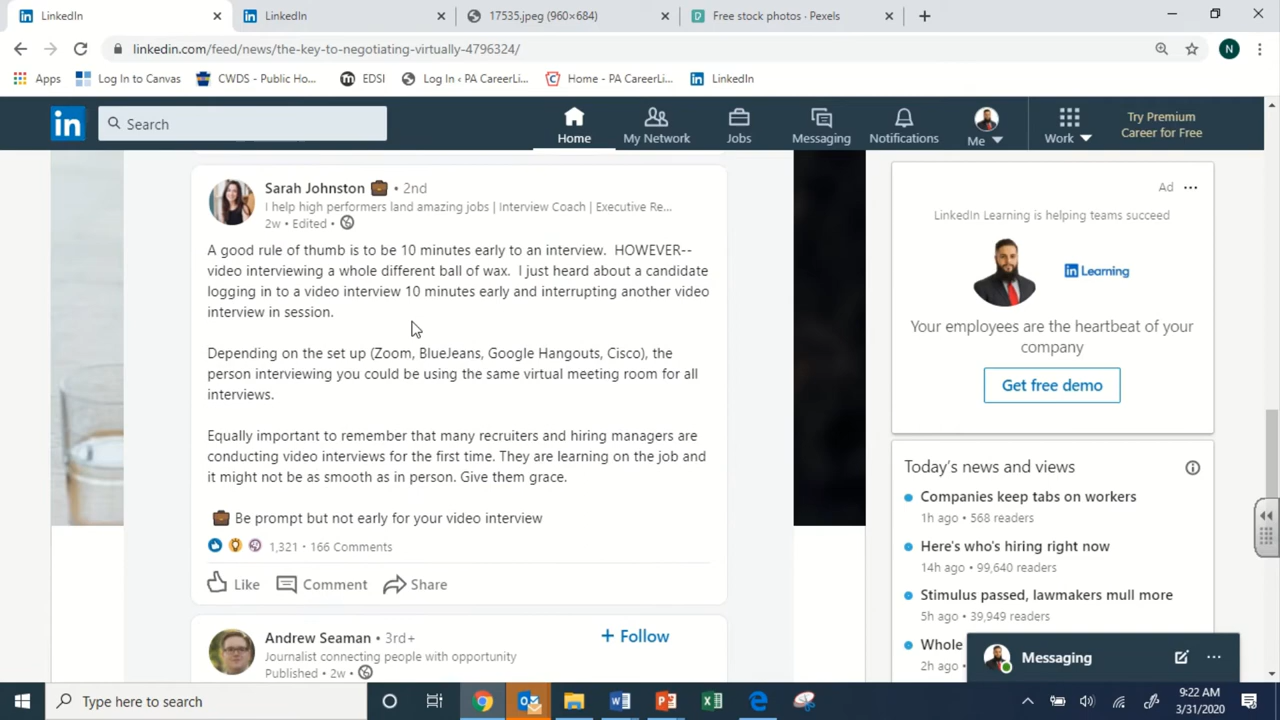 LinkedIn
LinkedIn
17535.jpeg (960×684)
Free stock photos · Pexels
linkedin.com/feed/news/the-key-to-negotiating-virtually-4796324/
N
Apps
Log In to Canvas
CWDS - Public Ho...
EDSI
Log In ‹ PA CareerLi...
Home - PA CareerLi...
LinkedIn
in
Search
Home
My Network
Jobs
Messaging
Notifications
Me
Work
Try Premium
Career for Free
Sarah Johnston 💼 • 2nd
I help high performers land amazing jobs | Interview Coach | Executive Re...
2w • Edited •
A good rule of thumb is to be 10 minutes early to an interview. HOWEVER--
video interviewing a whole different ball of wax. I just heard about a candidate
logging in to a video interview 10 minutes early and interrupting another video
interview in session.
Depending on the set up (Zoom, BlueJeans, Google Hangouts, Cisco), the
person interviewing you could be using the same virtual meeting room for all
interviews.
Equally important to remember that many recruiters and hiring managers are
conducting video interviews for the first time. They are learning on the job and
it might not be as smooth as in person. Give them grace.
💼 Be prompt but not early for your video interview
1,321 · 166 Comments
Like
Comment
Share
Andrew Seaman • 3rd+
+ Follow
Journalist connecting people with opportunity
Published • 2w •
Ad
LinkedIn Learning is helping teams succeed
in Learning
Your employees are the heartbeat of your
company
Get free demo
Today's news and views
Companies keep tabs on workers
1h ago • 568 readers
Here's who's hiring right now
14h ago • 99,640 readers
Stimulus passed, lawmakers mull more
5h ago • 39,949 readers
Whole
2h ago •
Messaging
Type here to search
9:22 AM
3/31/2020